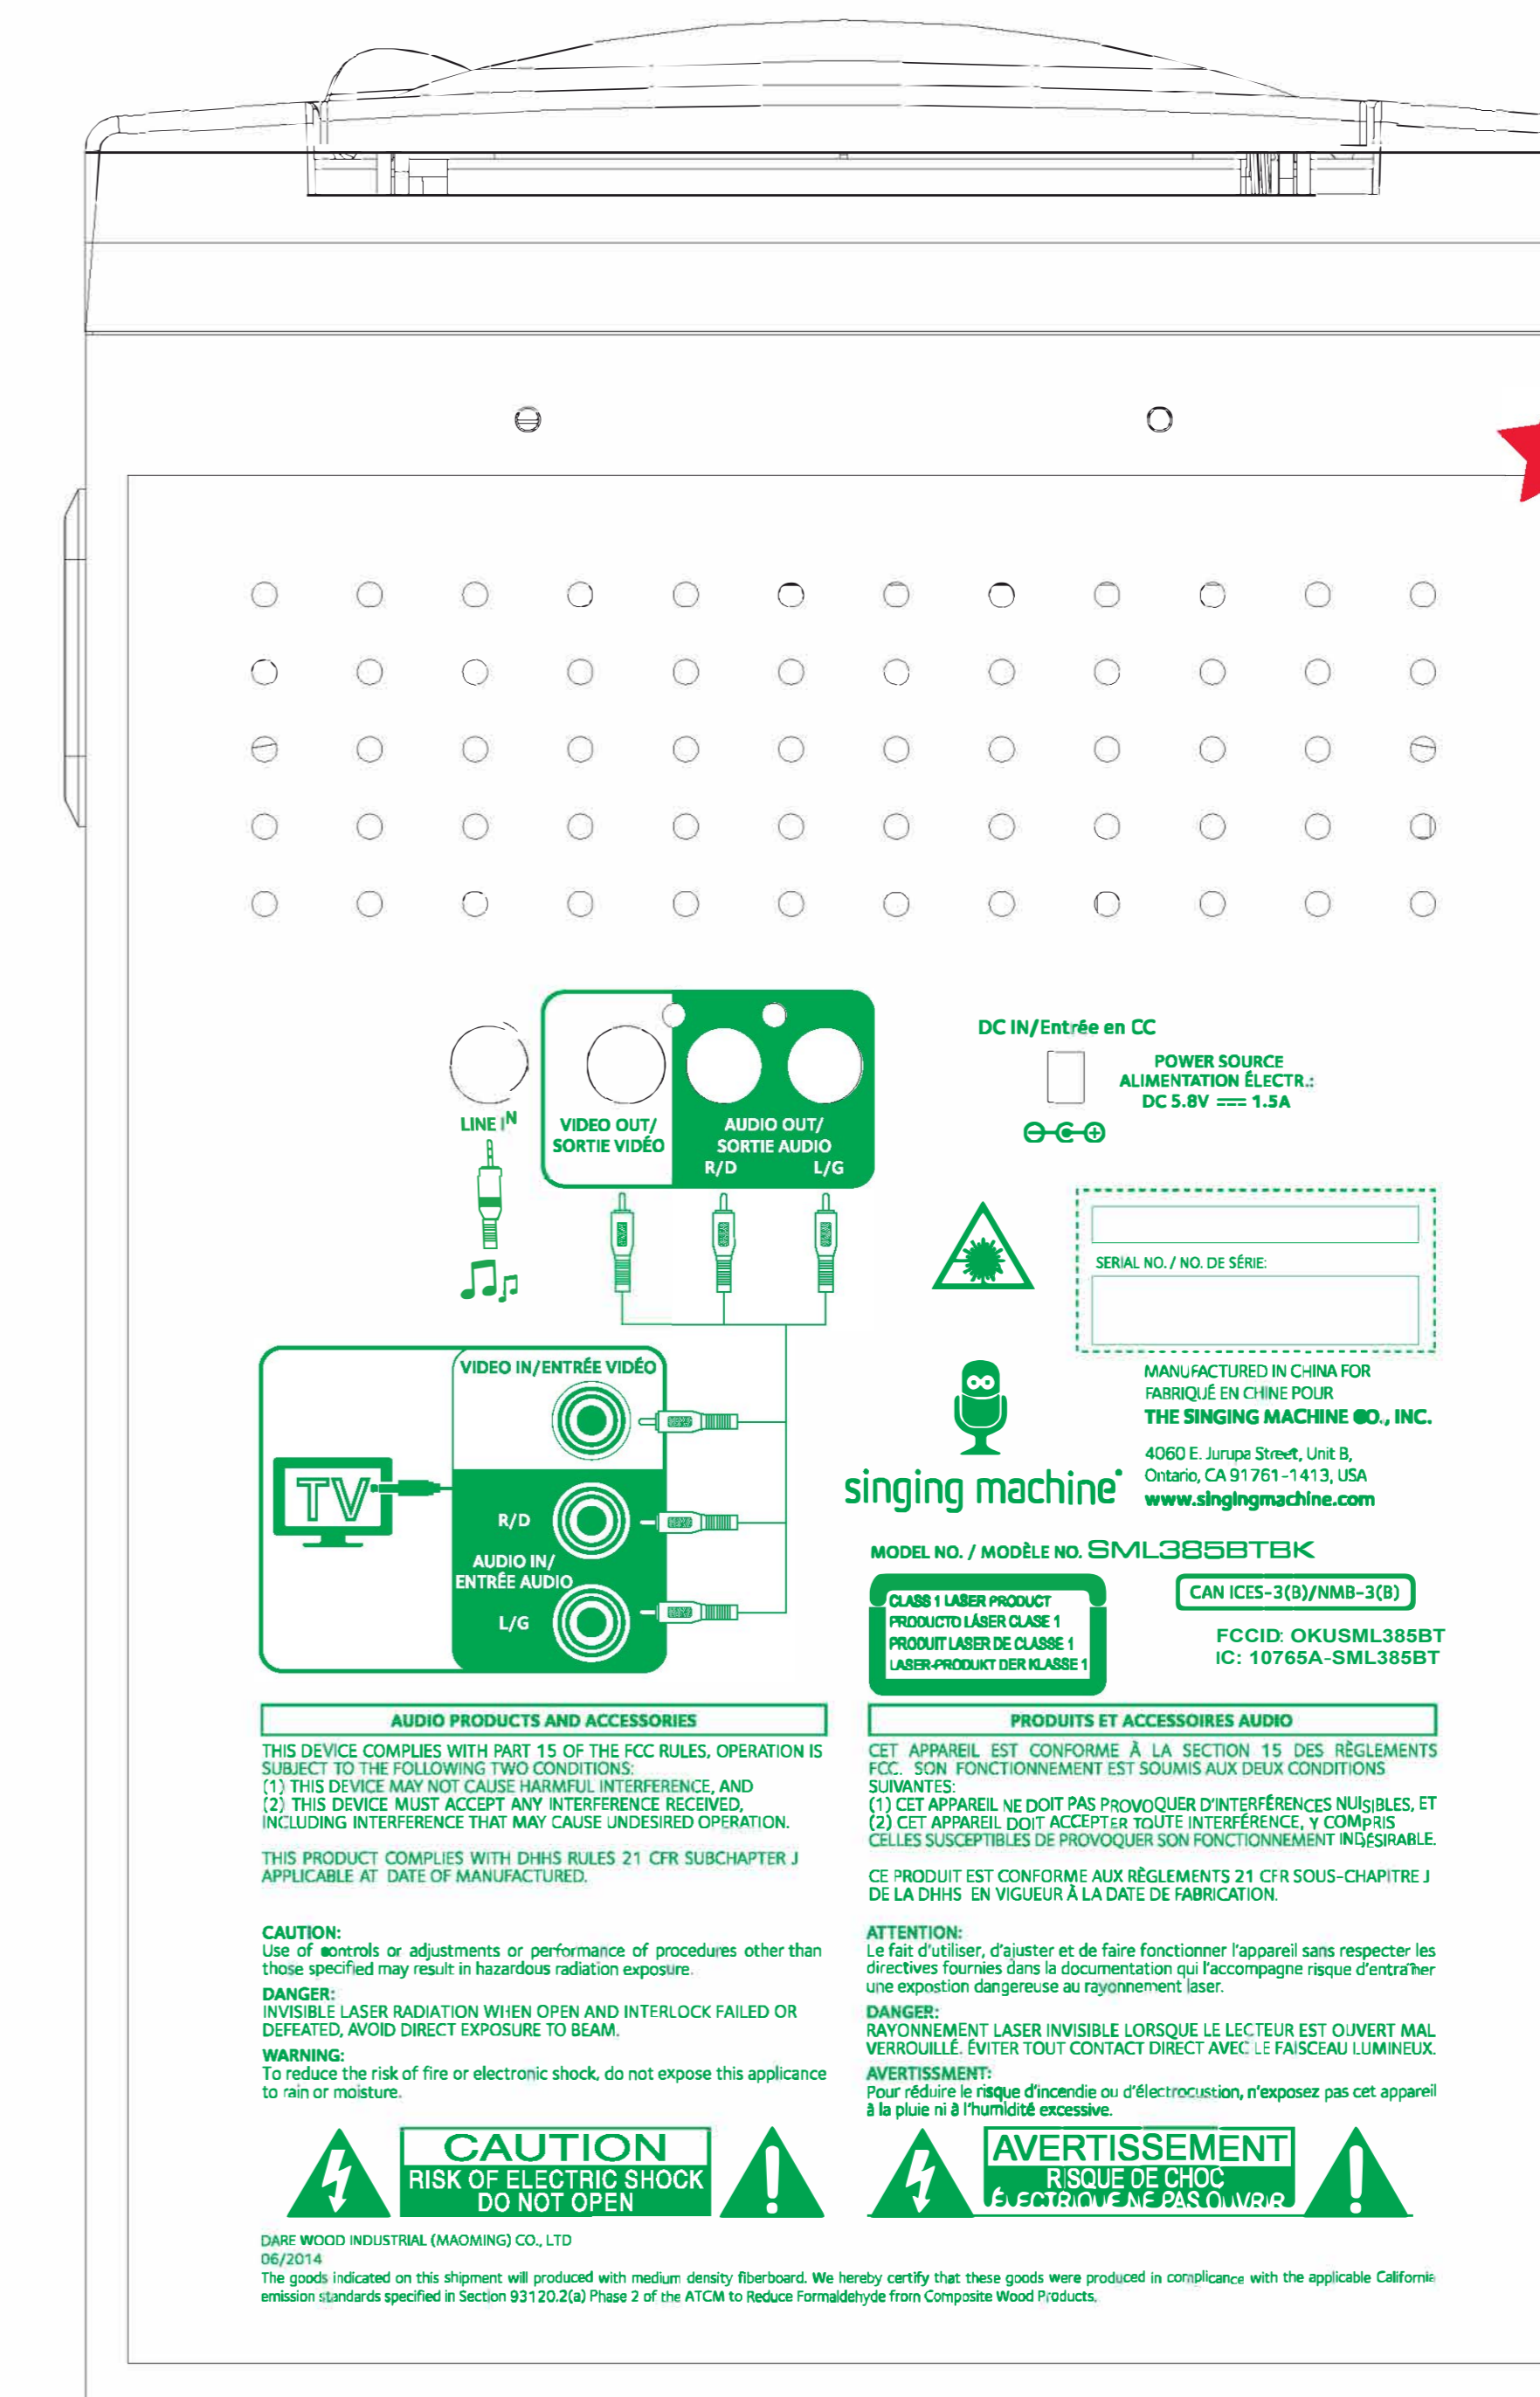 DC IN/Entrée en CC
POWER SOURCE
ALIMENTATION ÉLECTR.:
DC 5.8V 1.5A
LINE IN
VIDEO OUT/
SORTIE VIDÉO
AUDIO OUT/
SORTIE AUDIO
R/D L/G
SERIAL NO. / NO. DE SÉRIE:
VIDEO IN/ENTRÉE VIDÉO
TV
R/D
AUDIO IN/
ENTRÉE AUDIO
L/G
MANUFACTURED IN CHINA FOR
FABRIQUÉ EN CHINE POUR
THE SINGING MACHINE CO., INC.
4060 E. Jurupa Street, Unit B,
Ontario, CA 91761-1413, USA
www.singingmachine.com
singing machine
MODEL NO. / MODÈLE NO. SML385BTBK
CLASS 1 LASER PRODUCT
PRODUCTO LÁSER CLASE 1
PRODUIT LASER DE CLASSE 1
LASER-PRODUKT DER KLASSE 1
CAN ICES-3(B)/NMB-3(B)
FCCID: OKUSML385BT
IC: 10765A-SML385BT
AUDIO PRODUCTS AND ACCESSORIES
THIS DEVICE COMPLIES WITH PART 15 OF THE FCC RULES, OPERATION IS
SUBJECT TO THE FOLLOWING TWO CONDITIONS:
(1) THIS DEVICE MAY NOT CAUSE HARMFUL INTERFERENCE, AND
(2) THIS DEVICE MUST ACCEPT ANY INTERFERENCE RECEIVED,
INCLUDING INTERFERENCE THAT MAY CAUSE UNDESIRED OPERATION.
THIS PRODUCT COMPLIES WITH DHHS RULES 21 CFR SUBCHAPTER J
APPLICABLE AT DATE OF MANUFACTURED.
CAUTION:
Use of controls or adjustments or performance of procedures other than
those specified may result in hazardous radiation exposure.
DANGER:
INVISIBLE LASER RADIATION WHEN OPEN AND INTERLOCK FAILED OR
DEFEATED, AVOID DIRECT EXPOSURE TO BEAM.
WARNING:
To reduce the risk of fire or electronic shock, do not expose this applicance
to rain or moisture.
CAUTION
RISK OF ELECTRIC SHOCK
DO NOT OPEN
PRODUITS ET ACCESSOIRES AUDIO
CET APPAREIL EST CONFORME À LA SECTION 15 DES RÈGLEMENTS
FCC. SON FONCTIONNEMENT EST SOUMIS AUX DEUX CONDITIONS
SUIVANTES:
(1) CET APPAREIL NE DOIT PAS PROVOQUER D'INTERFÉRENCES NUISIBLES, ET
(2) CET APPAREIL DOIT ACCEPTER TOUTE INTERFÉRENCE, Y COMPRIS
CELLES SUSCEPTIBLES DE PROVOQUER SON FONCTIONNEMENT INDÉSIRABLE.
CE PRODUIT EST CONFORME AUX RÈGLEMENTS 21 CFR SOUS-CHAPITRE J
DE LA DHHS EN VIGUEUR À LA DATE DE FABRICATION.
ATTENTION:
Le fait d'utiliser, d'ajuster et de faire fonctionner l'appareil sans respecter les
directives fournies dans la documentation qui l'accompagne risque d'entraîner
une expostion dangereuse au rayonnement laser.
DANGER:
RAYONNEMENT LASER INVISIBLE LORSQUE LE LECTEUR EST OUVERT MAL
VERROUILLÉ. ÉVITER TOUT CONTACT DIRECT AVEC LE FAISCEAU LUMINEUX.
AVERTISSMENT:
Pour réduire le risque d'incendie ou d'électrocustion, n'exposez pas cet appareil
à la pluie ni à l'humidité excessive.
AVERTISSEMENT
RISQUE DE CHOC
ÉLECTRIQUE NE PAS OUVRIR
DARE WOOD INDUSTRIAL (MAOMING) CO., LTD
06/2014
The goods indicated on this shipment will produced with medium density fiberboard. We hereby certify that these goods were produced in complicance with the applicable California
emission standards specified in Section 93120.2(a) Phase 2 of the ATCM to Reduce Formaldehyde from Composite Wood Products.